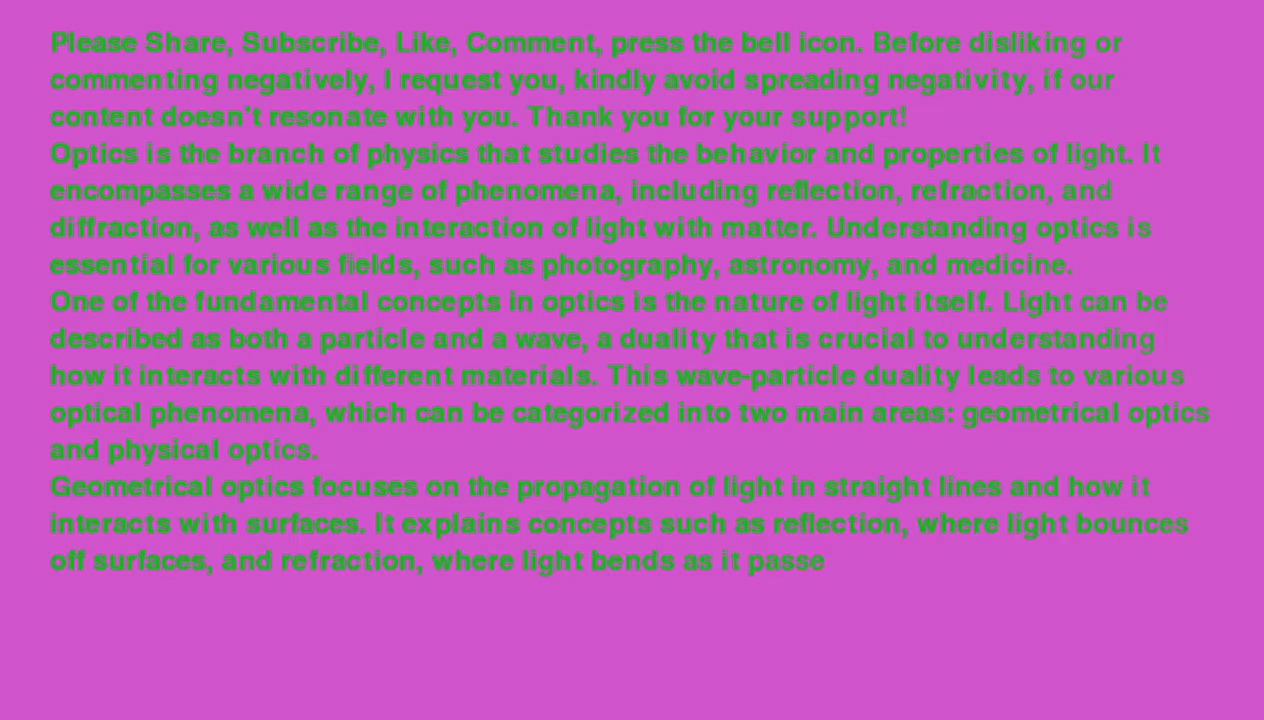 Please Share, Subscribe, Like, Comment, press the bell icon. Before disliking or
commenting negatively, I request you, kindly avoid spreading negativity, if our
content doesn't resonate with you. Thank you for your support!
Optics is the branch of physics that studies the behavior and properties of light. It
encompasses a wide range of phenomena, including reflection, refraction, and
diffraction, as well as the interaction of light with matter. Understanding optics is
essential for various fields, such as photography, astronomy, and medicine.
One of the fundamental concepts in optics is the nature of light itself. Light can be
described as both a particle and a wave, a duality that is crucial to understanding
how it interacts with different materials. This wave-particle duality leads to various
optical phenomena, which can be categorized into two main areas: geometrical optics
and physical optics.
Geometrical optics focuses on the propagation of light in straight lines and how it
interacts with surfaces. It explains concepts such as reflection, where light bounces
off surfaces, and refraction, where light bends as it passe